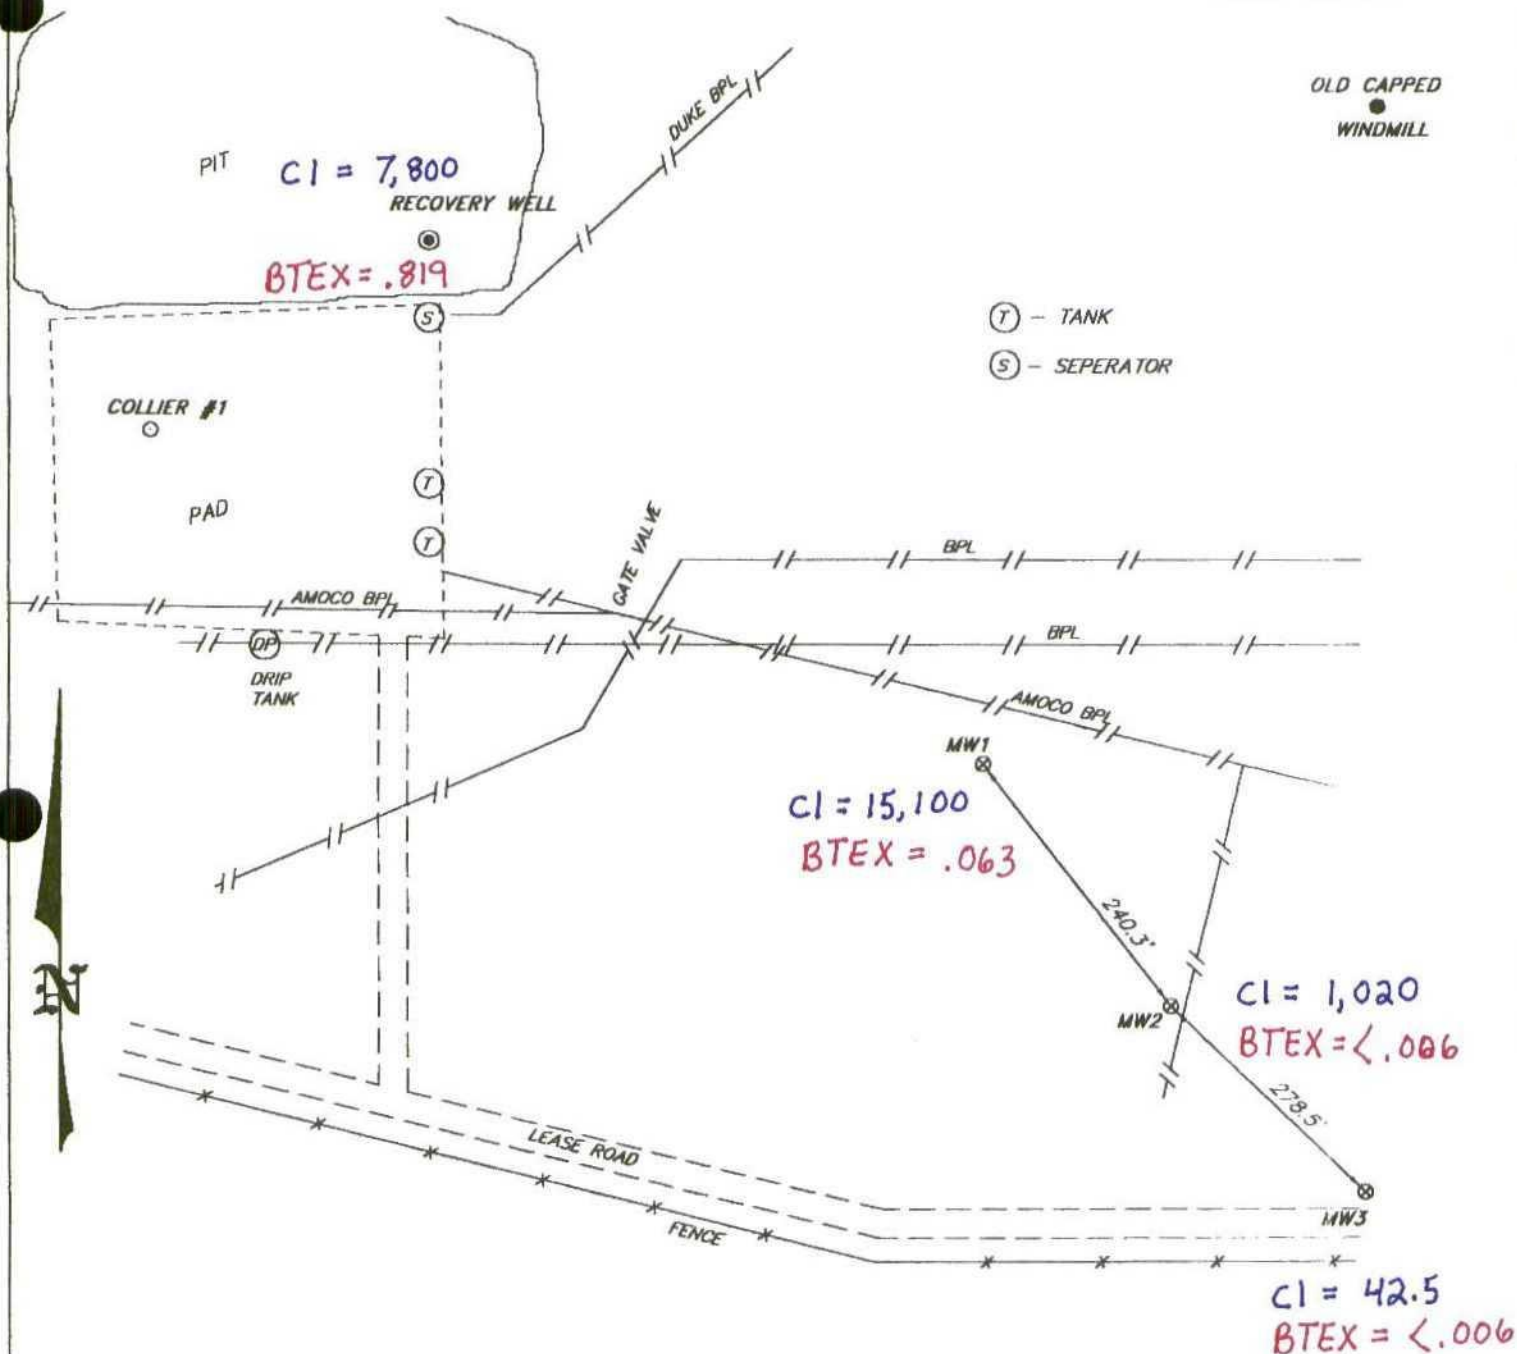 OLD CAPPED
WINDMILL
DUKE BPL
PIT
Cl = 7,800
RECOVERY WELL
BTEX = .819
S
T - TANK
S - SEPERATOR
COLLIER #1
T
PAD
T
GATE VALVE
BPL
AMOCO BPL
BPL
DP
DRIP
TANK
AMOCO BPL
MW1
Cl = 15,100
BTEX = .063
240.3'
N
Cl = 1,020
MW2
BTEX = <.006
278.5'
LEASE ROAD
MW3
FENCE
Cl = 42.5
BTEX = <.006